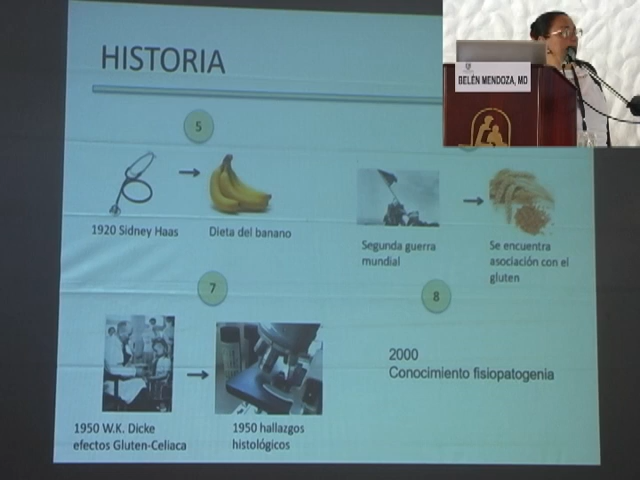 HISTORIA
BELÉN MENDOZA, MD
5
1920 Sidney Haas
Dieta del banano
Segunda guerra
mundial
Se encuentra
asociación con el
gluten
7
1950 W.K. Dicke
efectos Gluten-Celiaca
1950 hallazgos
histológicos
8
2000
Conocimiento fisiopatogenia